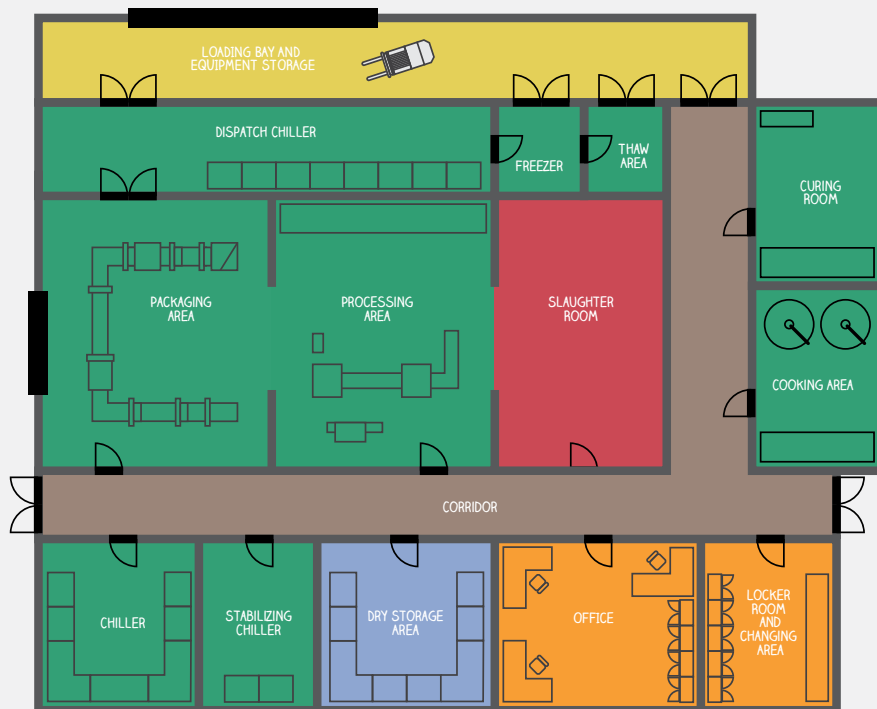 LOADING BAY AND
EQUIPMENT STORAGE
DISPATCH CHILLER
FREEZER
THAW
AREA
CURING
ROOM
PACKAGING
AREA
PROCESSING
AREA
SLAUGHTER
ROOM
COOKING AREA
CORRIDOR
CHILLER
STABILIZING
CHILLER
DRY STORAGE
AREA
OFFICE
LOCKER
ROOM
AND
CHANGING
AREA